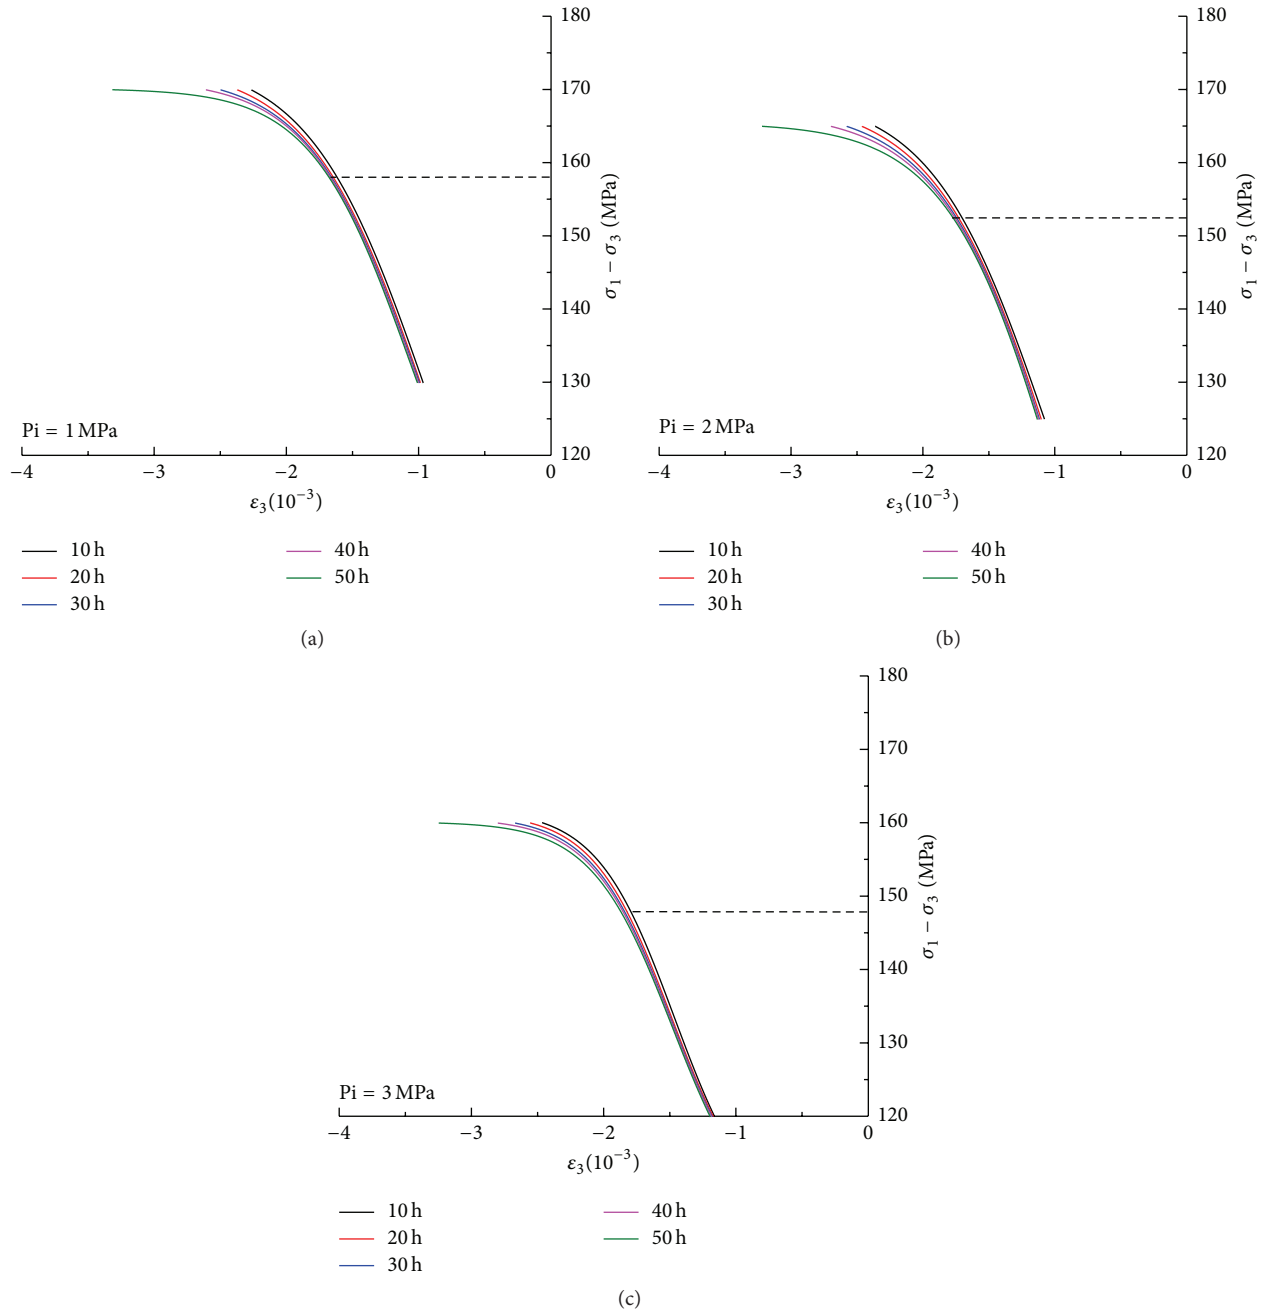 180
170
160
150
140
130
120
σ₁ − σ₃ (MPa)
Pi = 1 MPa
−4 −3 −2 −1 0
ε₃(10⁻³)
10 h 40 h
20 h 50 h
30 h
(a)
180
170
160
150
140
130
120
σ₁ − σ₃ (MPa)
Pi = 2 MPa
−4 −3 −2 −1 0
ε₃(10⁻³)
10 h 40 h
20 h 50 h
30 h
(b)
180
170
160
150
140
130
120
σ₁ − σ₃ (MPa)
Pi = 3 MPa
−4 −3 −2 −1 0
ε₃(10⁻³)
10 h 40 h
20 h 50 h
30 h
(c)